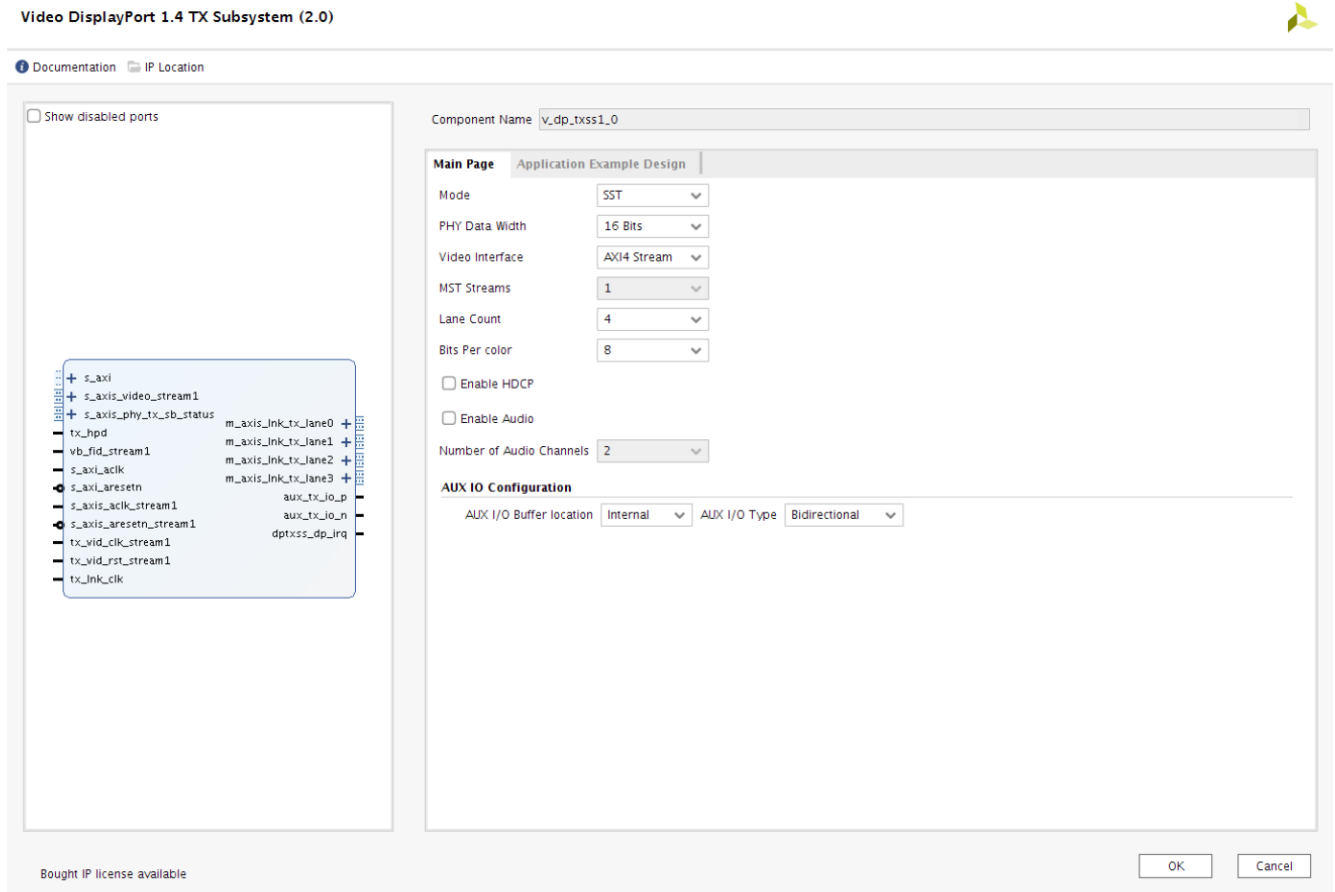 Video DisplayPort 1.4 TX Subsystem (2.0)
Documentation IP Location
Show disabled ports
s_axi
s_axis_video_stream1
s_axis_phy_tx_sb_status
tx_hpd
vb_fid_stream1
s_axi_aclk
s_axi_aresetn
s_axis_aclk_stream1
s_axis_aresetn_stream1
tx_vid_clk_stream1
tx_vid_rst_stream1
tx_lnk_clk
m_axis_lnk_tx_lane0
m_axis_lnk_tx_lane1
m_axis_lnk_tx_lane2
m_axis_lnk_tx_lane3
aux_tx_io_p
aux_tx_io_n
dptxss_dp_irq
Component Name v_dp_txss1_0
Main Page Application Example Design
Mode SST
PHY Data Width 16 Bits
Video Interface AXI4 Stream
MST Streams 1
Lane Count 4
Bits Per color 8
Enable HDCP
Enable Audio
Number of Audio Channels 2
AUX IO Configuration
AUX I/O Buffer location Internal AUX I/O Type Bidirectional
Bought IP license available
OK Cancel